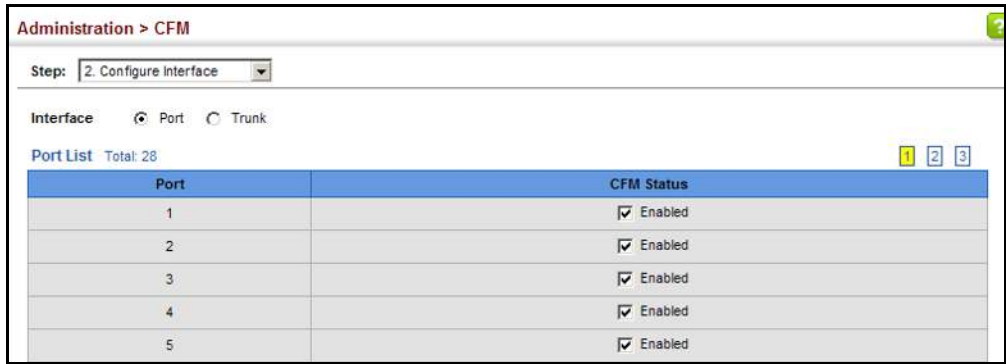 Administration > CFM
?
Step: 2. Configure Interface
Interface Port Trunk
Port List Total: 28 1 2 3
Port CFM Status
1 Enabled
2 Enabled
3 Enabled
4 Enabled
5 Enabled